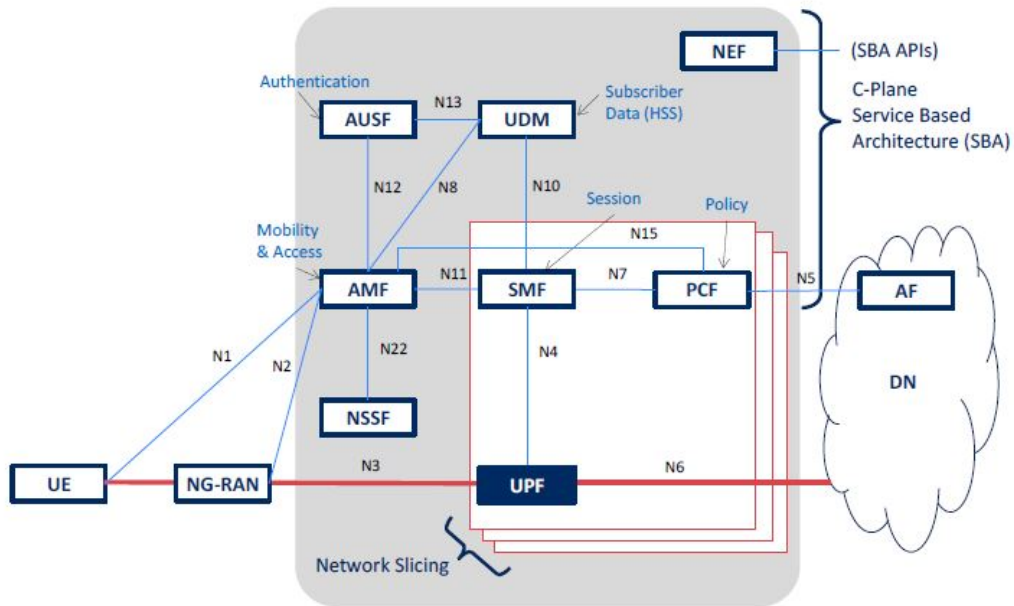 NEF
(SBA APIs)
C-Plane
Service Based
Architecture (SBA)
Authentication
N13
Subscriber
Data (HSS)
AUSF
UDM
N12
N8
N10
Session
Policy
Mobility
& Access
N15
AMF
N11
SMF
N7
PCF
N5
AF
N1
N2
N22
N4
DN
NSSF
UE
NG-RAN
N3
UPF
N6
Network Slicing